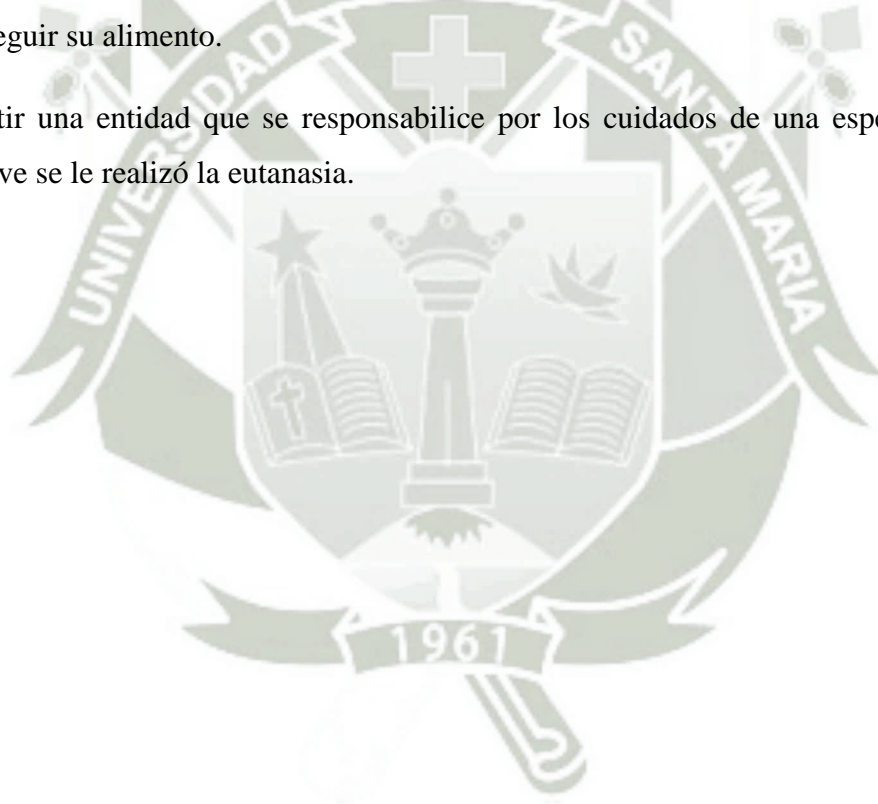 eguir su alimento.
tir una entidad que se responsabilice por los cuidados de una esp
ve se le realizó la eutanasia.
UNIVERSIDAD
SANTA MARIA
1961